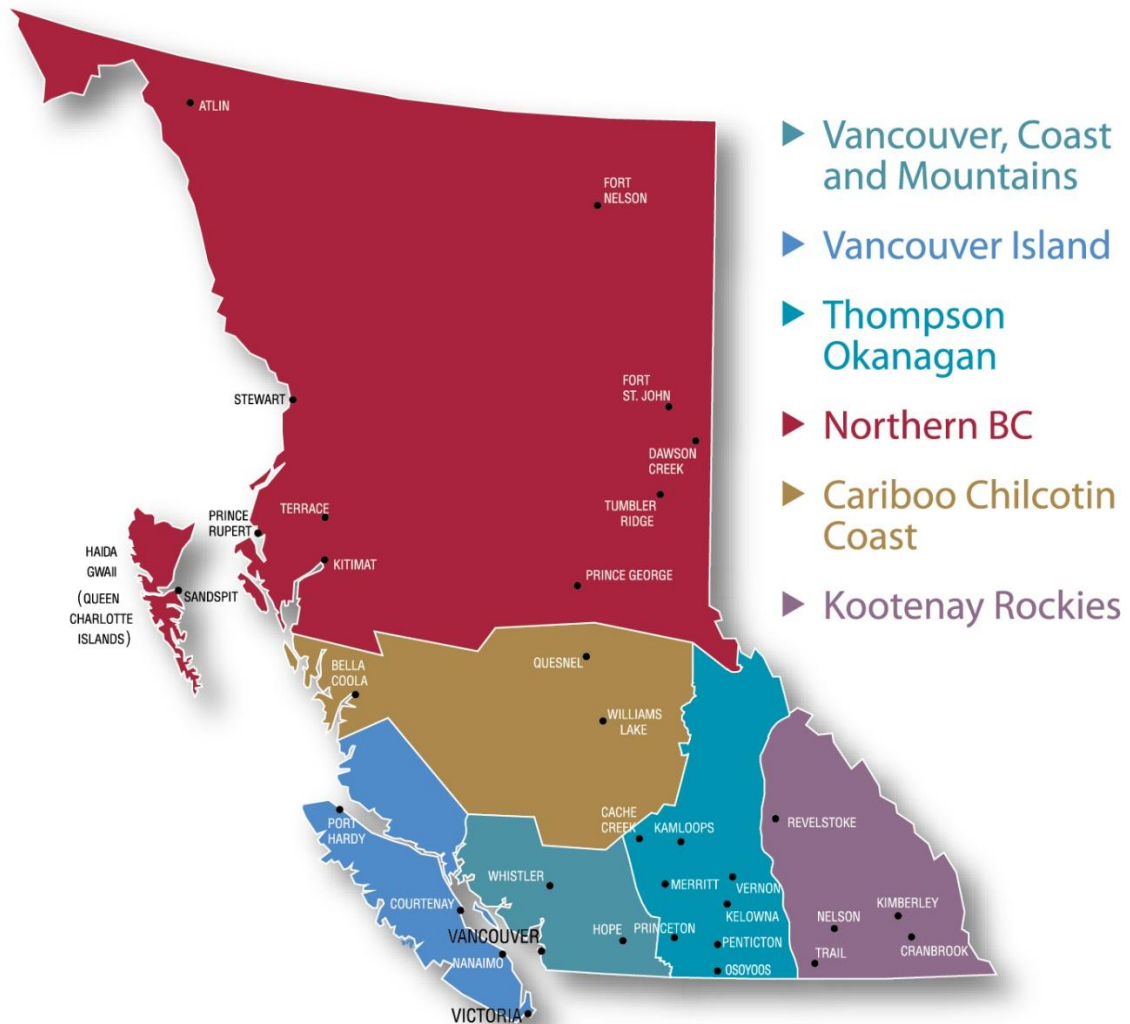 ATLIN
FORT
NELSON
STEWART
FORT
ST. JOHN
DAWSON
CREEK
TUMBLER
RIDGE
TERRACE
PRINCE
RUPERT
KITIMAT
PRINCE GEORGE
HAIDA
GWAII
(QUEEN
CHARLOTTE
ISLANDS)
SANDSPIT
BELLA
COOLA
QUESNEL
WILLIAMS
LAKE
CACHE
CREEK
KAMLOOPS
REVELSTOKE
PORT
HARDY
WHISTLER
MERRITT
VERNON
COURTENAY
KELOWNA
VANCOUVER
NANAIMO
HOPE
PRINCETON
PENTICTON
OSOYOOS
NELSON
KIMBERLEY
CRANBROOK
TRAIL
VICTORIA
Vancouver, Coast
and Mountains
Vancouver Island
Thompson
Okanagan
Northern BC
Cariboo Chilcotin
Coast
Kootenay Rockies